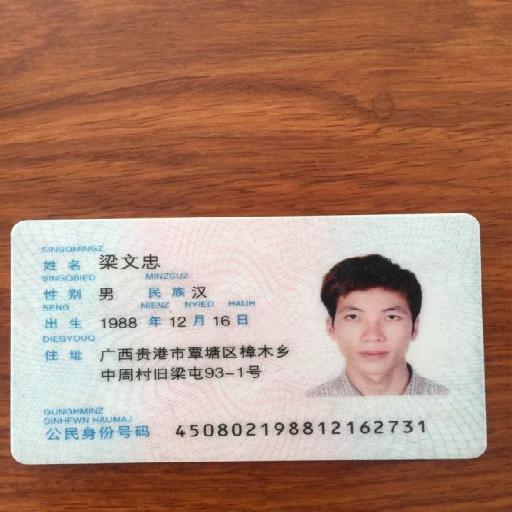 SINGQMINGZ
姓名 梁文忠
SINGQBIED MINZCUZ
性别 男 民族 汉
SENG NIENZ NYIED HAUH
出生 1988 年 12 月 16 日
DIEGYOUQ
住址 广西贵港市覃塘区樟木乡
中周村旧梁屯93-1号
GUNGHMINZ
SINHFWN HAUMAJ
公民身份号码 450802198812162731